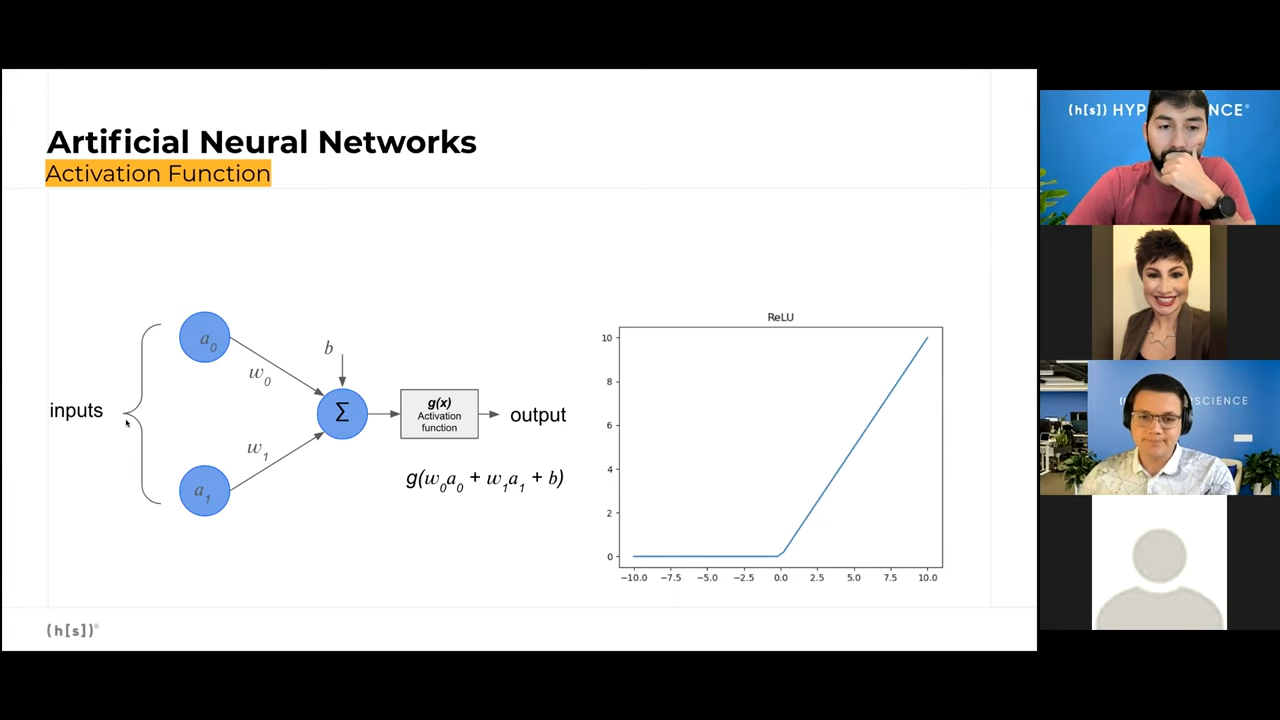 Artificial Neural Networks
Activation Function
inputs
a0
w0
b
Σ
w1
a1
g(x)
Activation
function
output
g(w0a0 + w1a1 + b)
ReLU
10
8
6
4
2
0
−10.0 −7.5 −5.0 −2.5 0.0 2.5 5.0 7.5 10.0
(h[s])®
(h[s]) HYP NCE®
SCIENCE